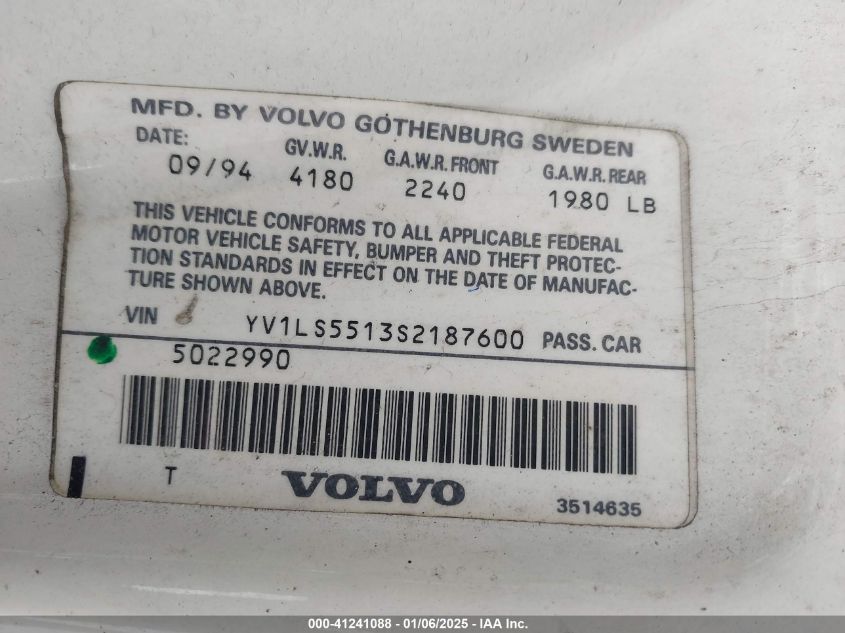 MFD. BY VOLVO GOTHENBURG SWEDEN
DATE: GV.W.R. G.A.W.R. FRONT G.A.W.R. REAR
09/94 4180 2240 1980 LB
THIS VEHICLE CONFORMS TO ALL APPLICABLE FEDERAL
MOTOR VEHICLE SAFETY, BUMPER AND THEFT PROTEC-
TION STANDARDS IN EFFECT ON THE DATE OF MANUFAC-
TURE SHOWN ABOVE.
VIN YV1LS5513S2187600 PASS. CAR
5022990
T VOLVO 3514635
000-41241088 - 01/06/2025 - IAA Inc.